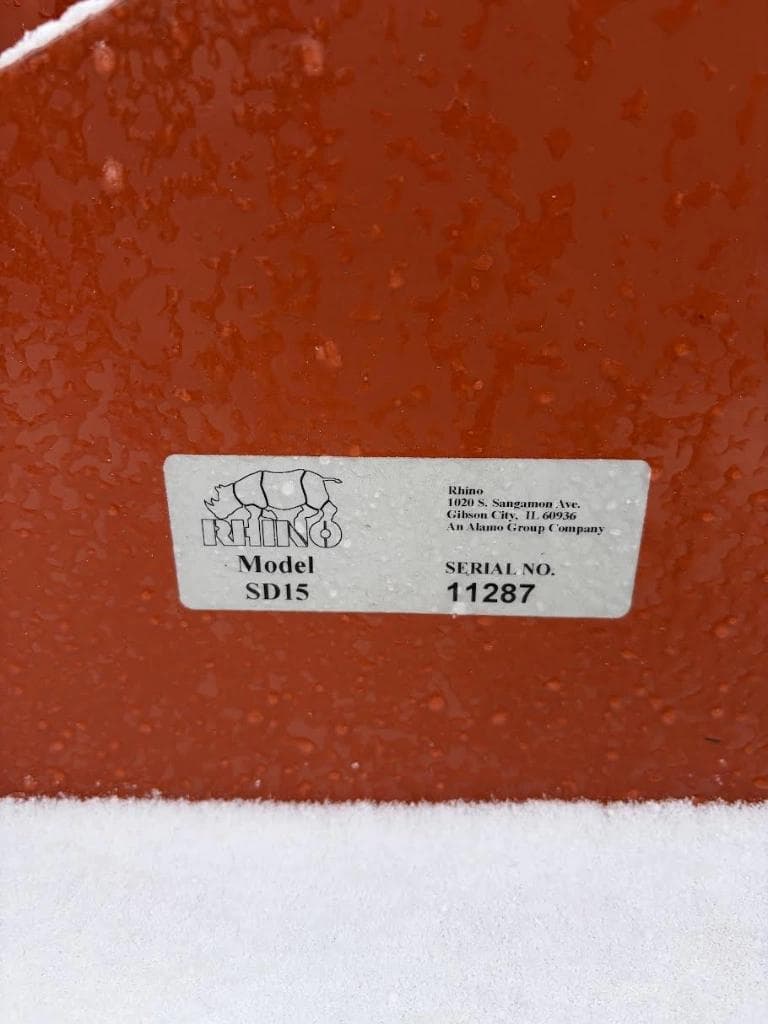 RHINO
Model
SD15
Rhino
1020 S. Sangamon Ave.
Gibson City, IL 60936
An Alamo Group Company
SERIAL NO.
11287